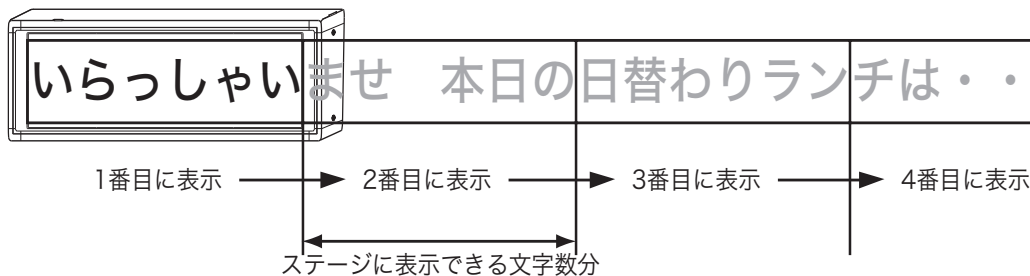 いらっしゃいませ　本日の日替わりランチは・・
1番目に表示
2番目に表示
3番目に表示
4番目に表示
ステージに表示できる文字数分